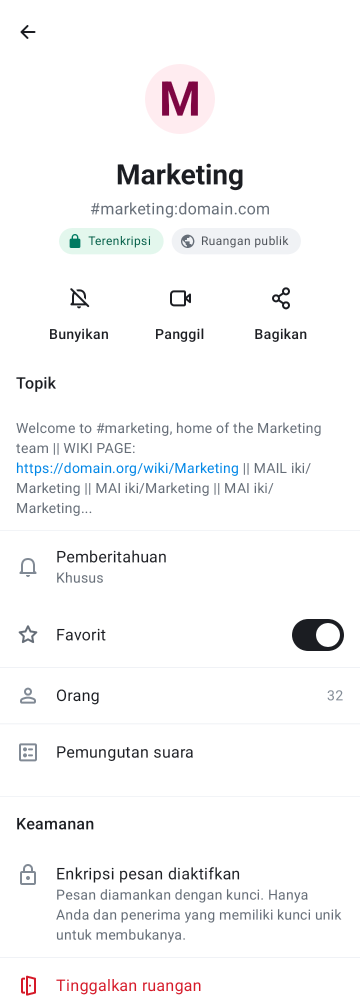 M
Marketing
#marketing:domain.com
Terenkripsi
Ruangan publik
Bunyikan
Panggil
Bagikan
Topik
Welcome to #marketing, home of the Marketing
team || WIKI PAGE:
https://domain.org/wiki/Marketing || MAIL iki/
Marketing || MAI iki/Marketing || MAI iki/
Marketing...
Pemberitahuan
Khusus
Favorit
Orang
32
Pemungutan suara
Keamanan
Enkripsi pesan diaktifkan
Pesan diamankan dengan kunci. Hanya
Anda dan penerima yang memiliki kunci unik
untuk membukanya.
Tinggalkan ruangan